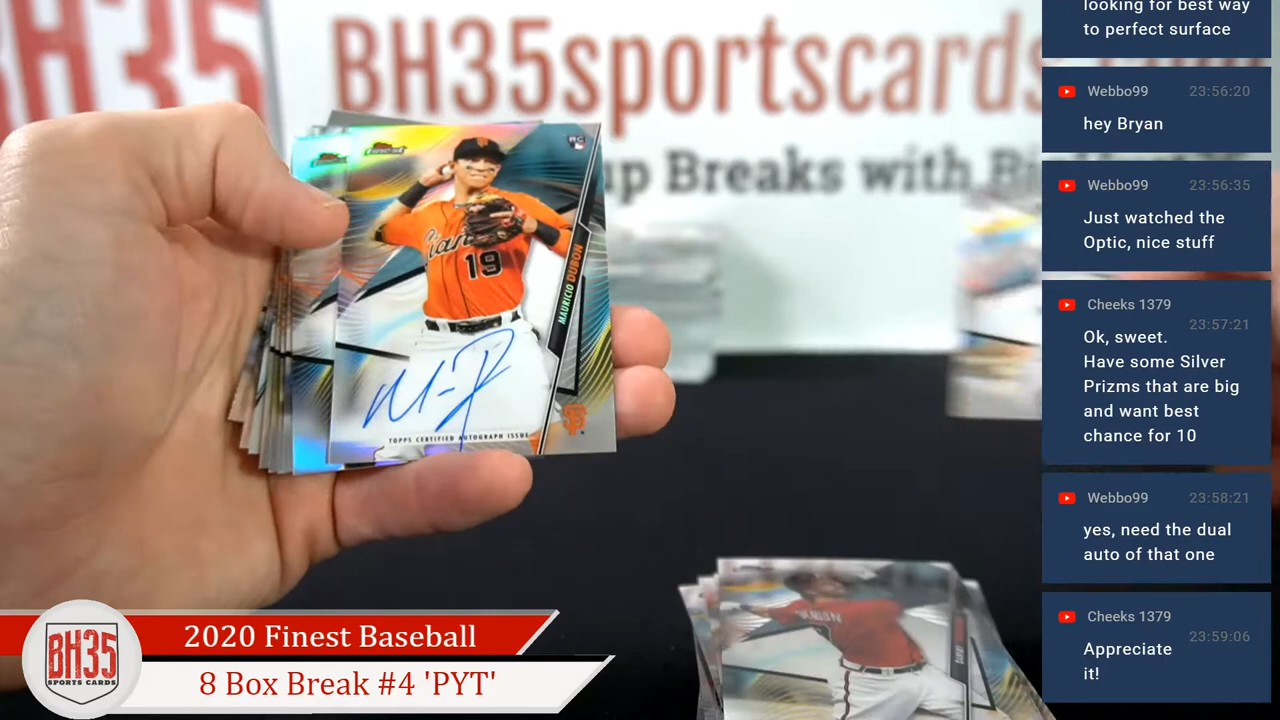 BH35
BH35sportscards
up Breaks with
FINEST
RC
Giants
19
MAURICIO DUBON
SF
TOPPS CERTIFIED AUTOGRAPH ISSUE
looking for best way
to perfect surface
Webbo99 23:56:20
hey Bryan
Webbo99 23:56:35
Just watched the
Optic, nice stuff
Cheeks 1379
23:57:21
Ok, sweet.
Have some Silver
Prizms that are big
and want best
chance for 10
Webbo99 23:58:21
yes, need the dual
auto of that one
Cheeks 1379
23:59:06
Appreciate
it!
BH35
SPORTS CARDS
2020 Finest Baseball
8 Box Break #4 'PYT'